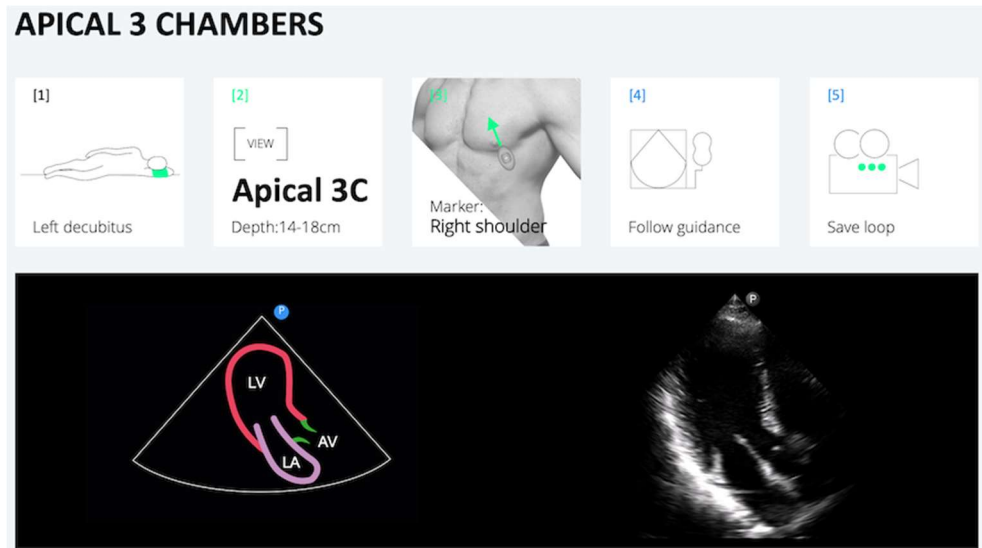 APICAL 3 CHAMBERS
[1]
Left decubitus
[2]
VIEW
Apical 3C
Depth:14-18cm
[3]
Marker:
Right shoulder
[4]
Follow guidance
[5]
Save loop
P
LV
AV
LA
P